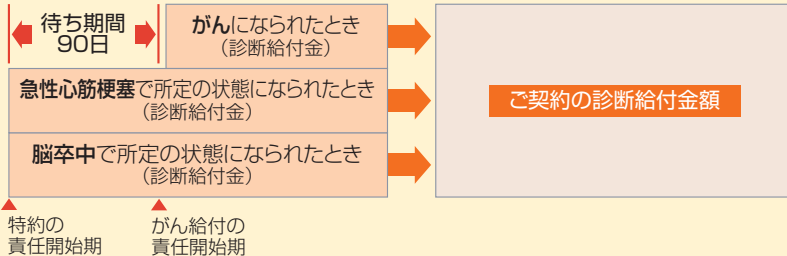 待ち期間
90日
がんになられたとき
（診断給付金）
急性心筋梗塞で所定の状態になられたとき
（診断給付金）
脳卒中で所定の状態になられたとき
（診断給付金）
ご契約の診断給付金額
特約の
責任開始期
がん給付の
責任開始期